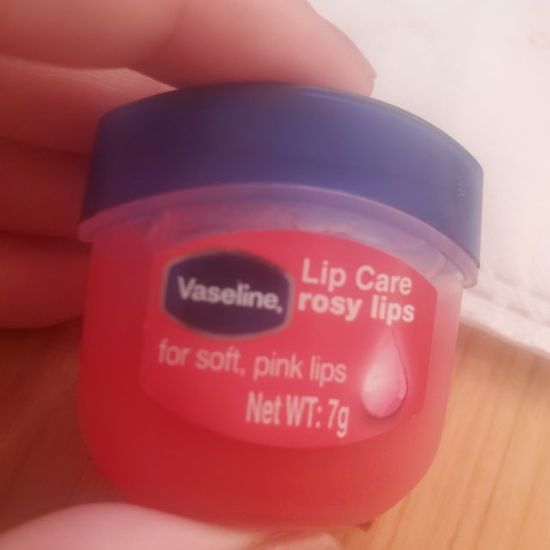 Vaseline.
Lip Care
rosy lips
for soft, pink lips
Net WT: 7g